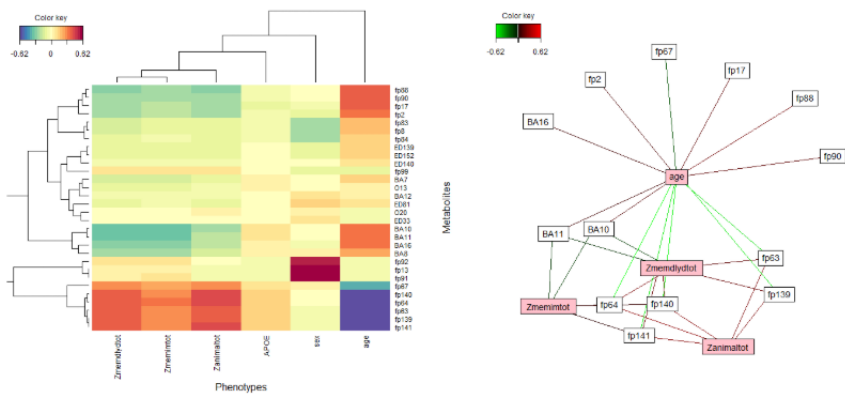 Color key
-0.62 0 0.62
fp88
fp90
fp17
fp2
fp83
fp8
fp84
ED139
ED152
ED140
fp99
BA7
O13
BA12
ED81
O20
ED33
BA10
BA11
BA16
BA8
fp92
fp13
fp91
fp67
fp140
fp64
fp63
fp139
fp141
Metabolites
Zmemdlydtot
Zmemimtot
Zanimaltot
APOE
sex
age
Phenotypes
Color key
-0.62 0.62
fp67
fp17
fp2
fp88
BA16
fp90
age
BA11
BA10
fp63
Zmemdlydtot
fp139
Zmemimtot
fp64
fp140
fp141
Zanimaltot